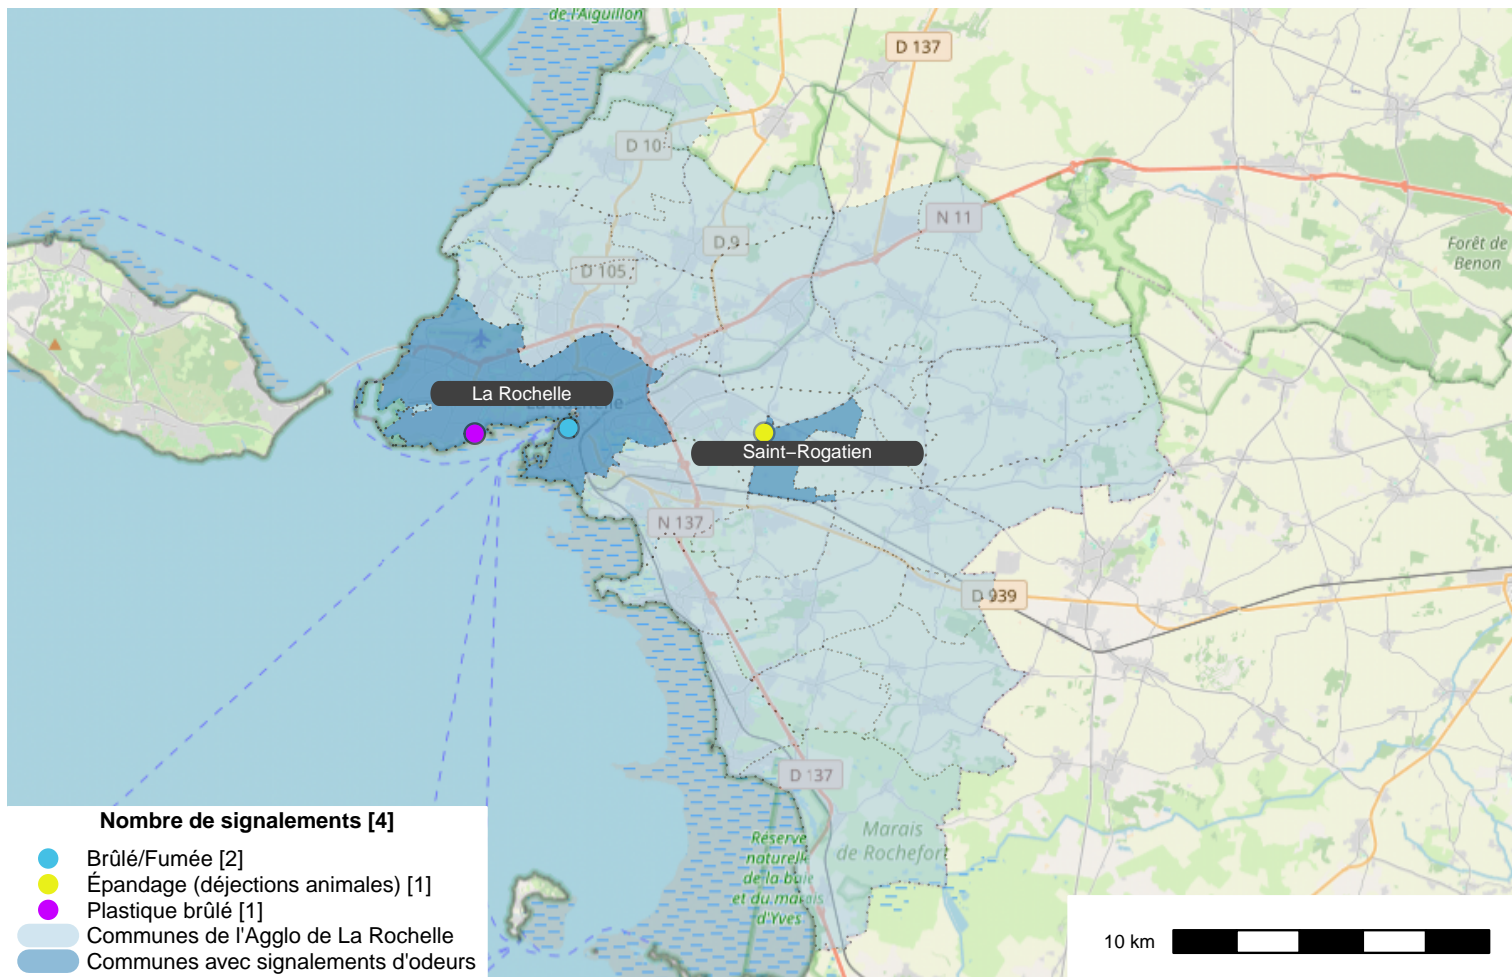 de l'Aiguillon
D 137
D 10
N 11
D 9
D 105
Forêt de
Benon
La Rochelle
Saint−Rogatien
N 137
D 939
D 137
Marais
de Rochefort
Réserve
naturelle
de la baie
et du marais
d'Yves
Nombre de signalements [4]
Brûlé/Fumée [2]
Épandage (déjections animales) [1]
Plastique brûlé [1]
Communes de l'Agglo de La Rochelle
Communes avec signalements d'odeurs
10 km